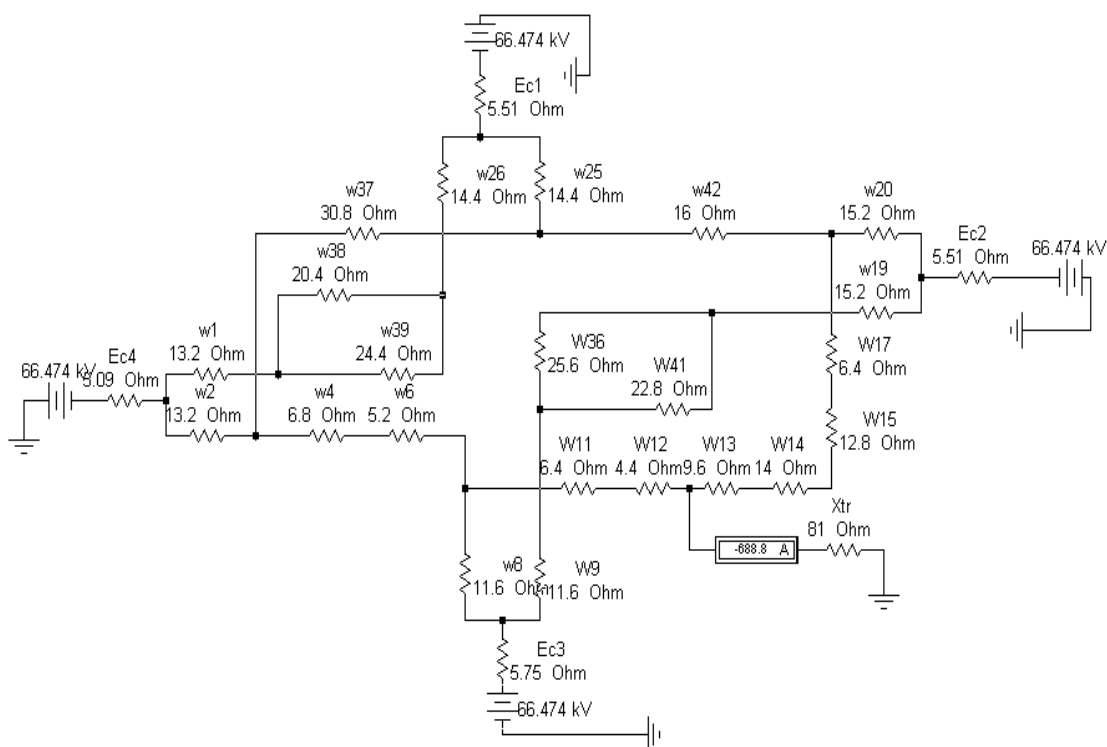 66.474 kV
Ec1
5.51 Ohm
w26
14.4 Ohm
w25
14.4 Ohm
w37
30.8 Ohm
w42
16 Ohm
w20
15.2 Ohm
w38
20.4 Ohm
Ec2
5.51 Ohm
66.474 kV
w19
15.2 Ohm
w1
13.2 Ohm
w39
24.4 Ohm
W36
25.6 Ohm
W41
22.8 Ohm
W17
6.4 Ohm
66.474 kV
Ec4
5.09 Ohm
w2
13.2 Ohm
w4
6.8 Ohm
w6
5.2 Ohm
W15
12.8 Ohm
W11
6.4 Ohm
W12
4.4 Ohm
W13
9.6 Ohm
W14
14 Ohm
-688.8 A
Xtr
81 Ohm
w8
11.6 Ohm
W9
11.6 Ohm
Ec3
5.75 Ohm
66.474 kV